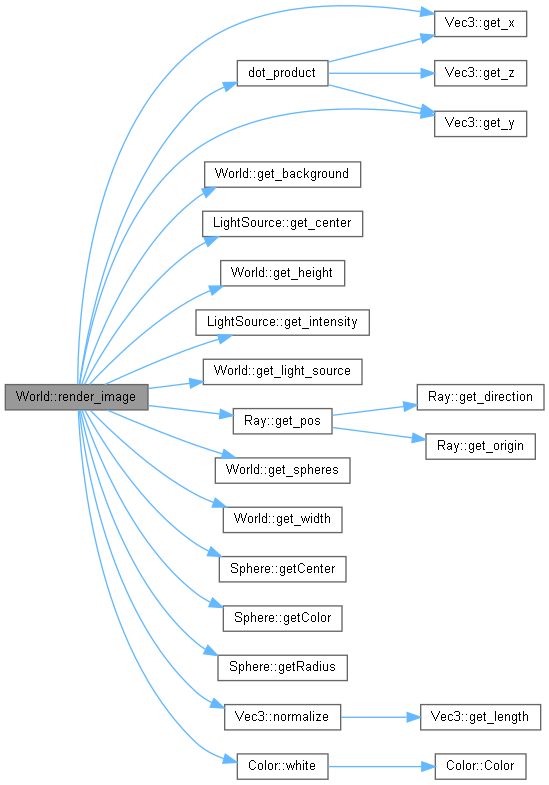 Vec3::get_x
dot_product
Vec3::get_z
Vec3::get_y
World::get_background
LightSource::get_center
World::get_height
LightSource::get_intensity
World::get_light_source
World::render_image
Ray::get_direction
Ray::get_pos
Ray::get_origin
World::get_spheres
World::get_width
Sphere::getCenter
Sphere::getColor
Sphere::getRadius
Vec3::normalize
Vec3::get_length
Color::white
Color::Color